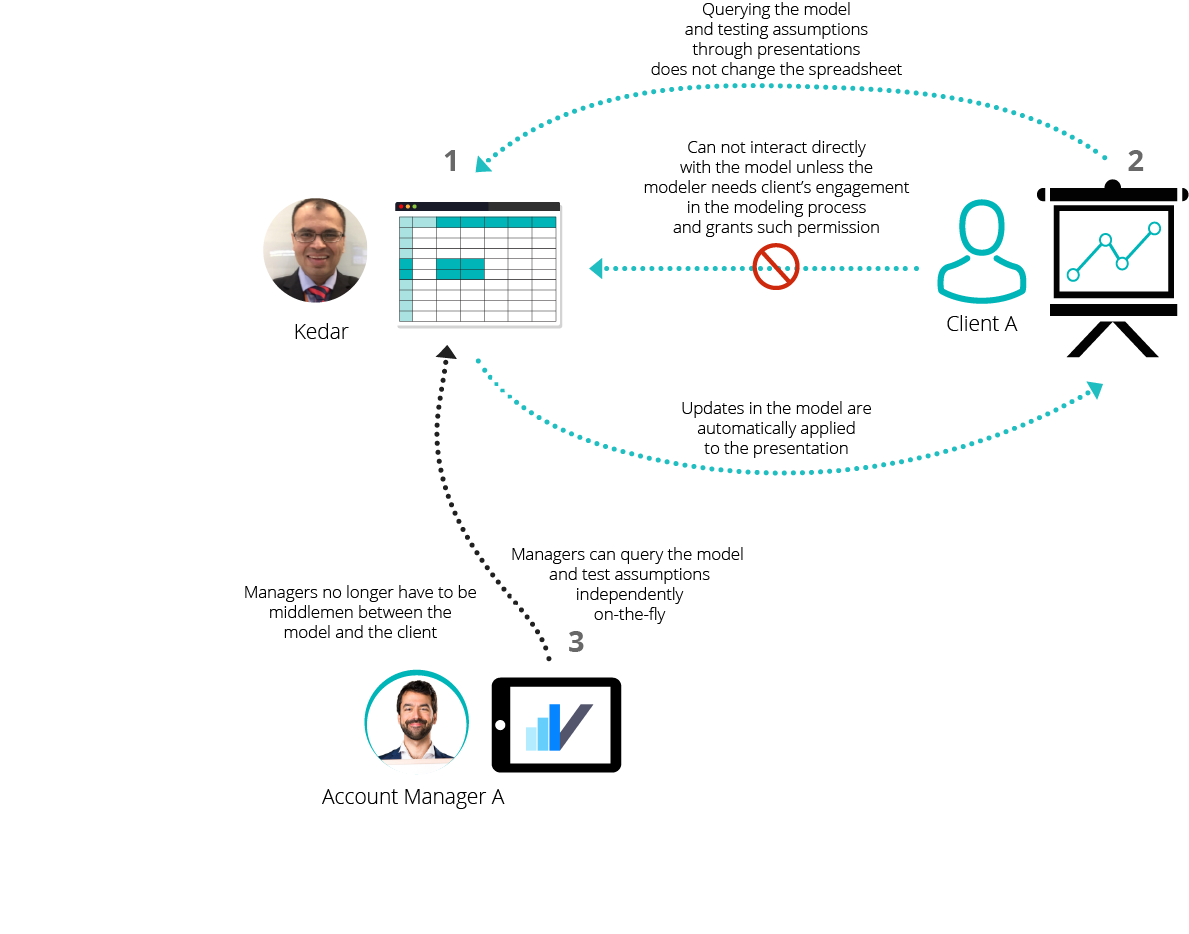 Querying the model
and testing assumptions
through presentations
does not change the spreadsheet
1
Can not interact directly
with the model unless the
modeler needs client's engagement
in the modeling process
and grants such permission
2
Kedar
Client A
Updates in the model are
automatically applied
to the presentation
Managers can query the model
and test assumptions
independently
on-the-fly
Managers no longer have to be
middlemen between the
model and the client
3
Account Manager A